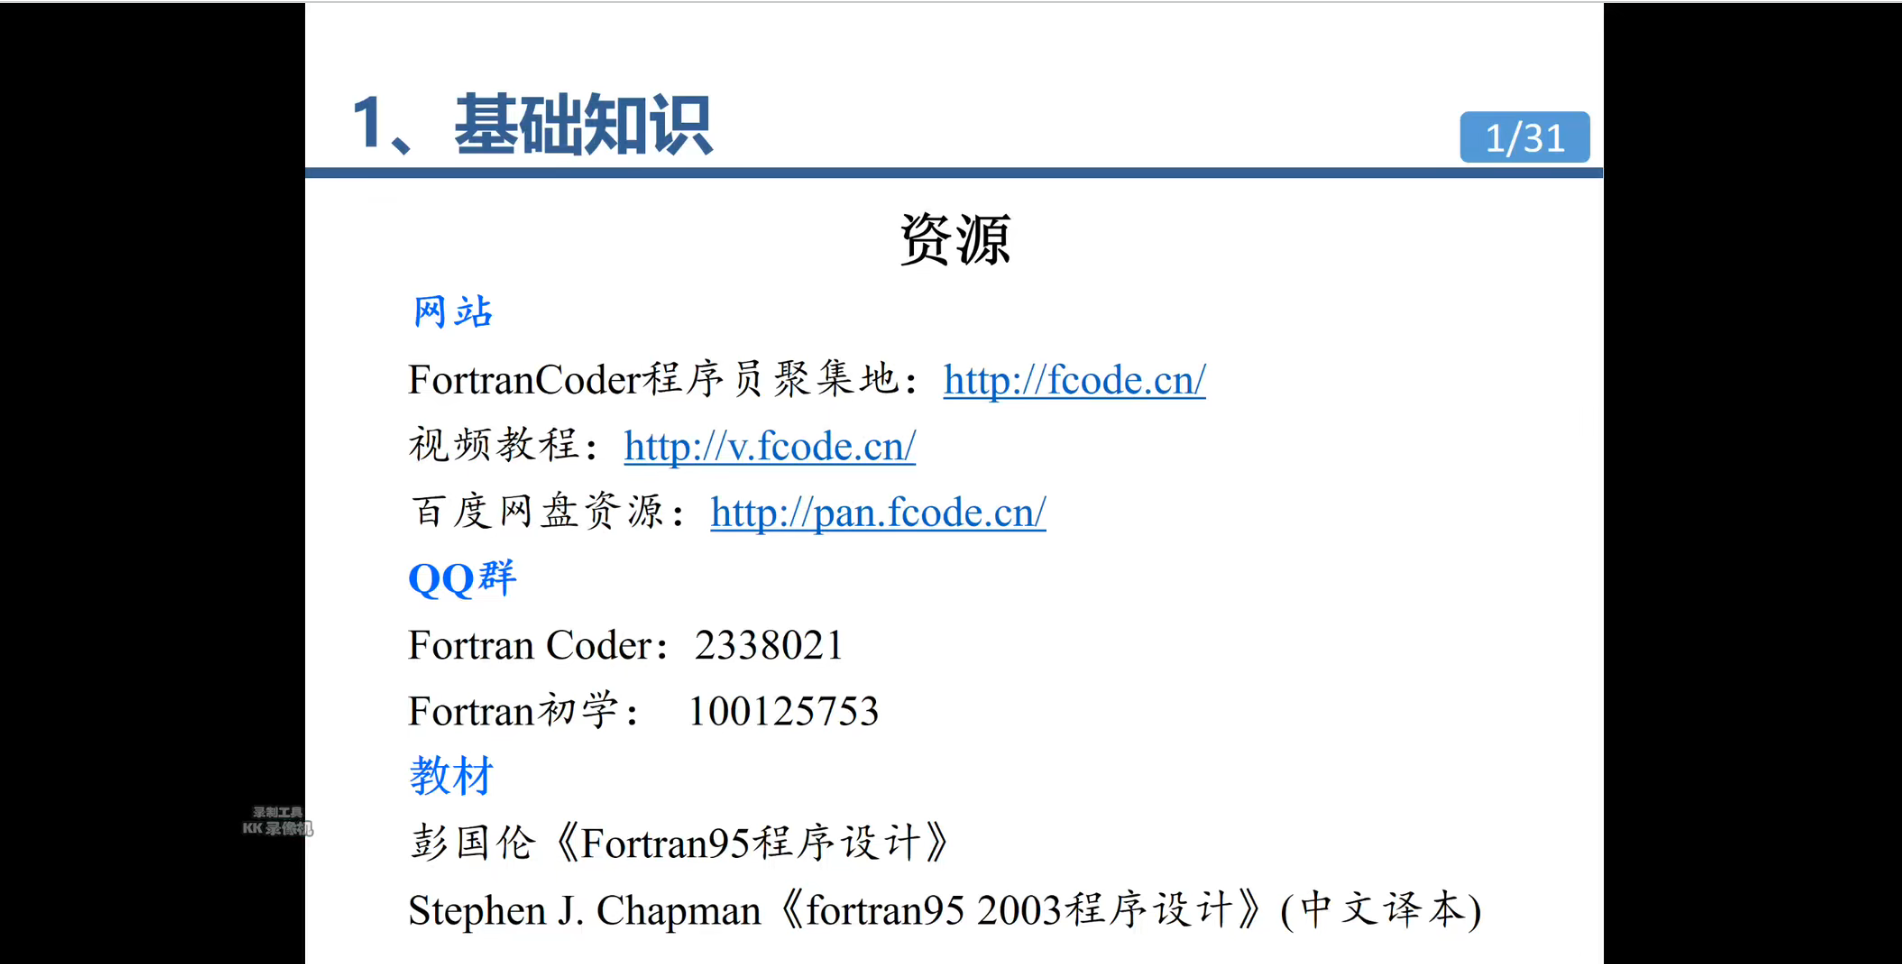 1、基础知识
1/31
资源
网站
FortranCoder程序员聚集地：http://fcode.cn/
视频教程：http://v.fcode.cn/
百度网盘资源：http://pan.fcode.cn/
QQ群
Fortran Coder：2338021
Fortran初学： 100125753
教材
彭国伦《Fortran95程序设计》
Stephen J. Chapman《fortran95 2003程序设计》(中文译本)
录制工具
KK 录像机